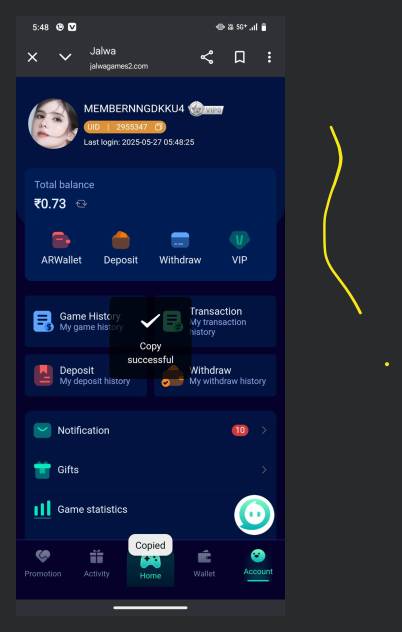 5:48
5G+
Jalwa
jalwagames2.com
MEMBERNNGDKKU4 VIP0
UID | 2955347
Last login: 2025-05-27 05:48:25
Total balance
₹0.73
ARWallet Deposit Withdraw VIP
Game History
My game history
Transaction
My transaction
history
Copy
successful
Deposit
My deposit history
Withdraw
My withdraw history
Notification 10
Gifts
Game statistics
Copied
Promotion Activity Home Wallet Account